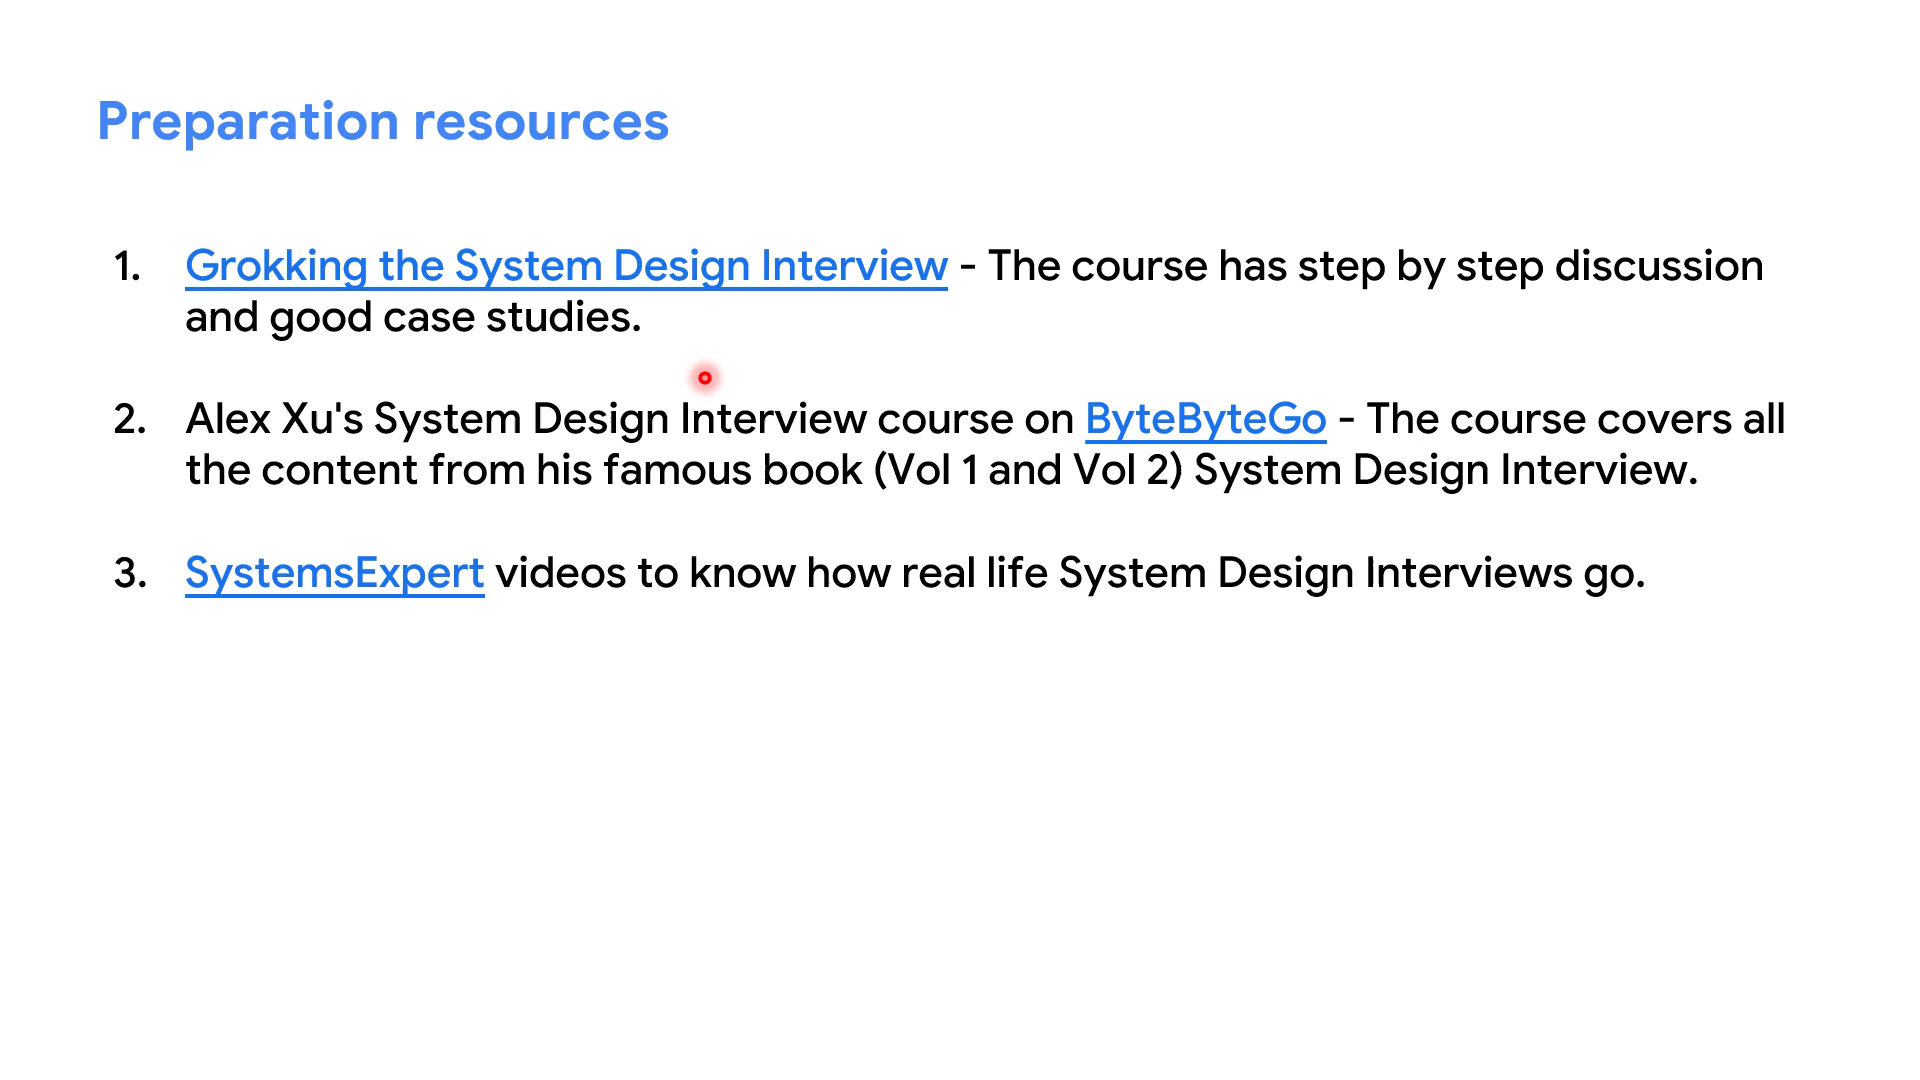 Preparation resources
1. Grokking the System Design Interview - The course has step by step discussion
and good case studies.
2. Alex Xu's System Design Interview course on ByteByteGo - The course covers all
the content from his famous book (Vol 1 and Vol 2) System Design Interview.
3. SystemsExpert videos to know how real life System Design Interviews go.